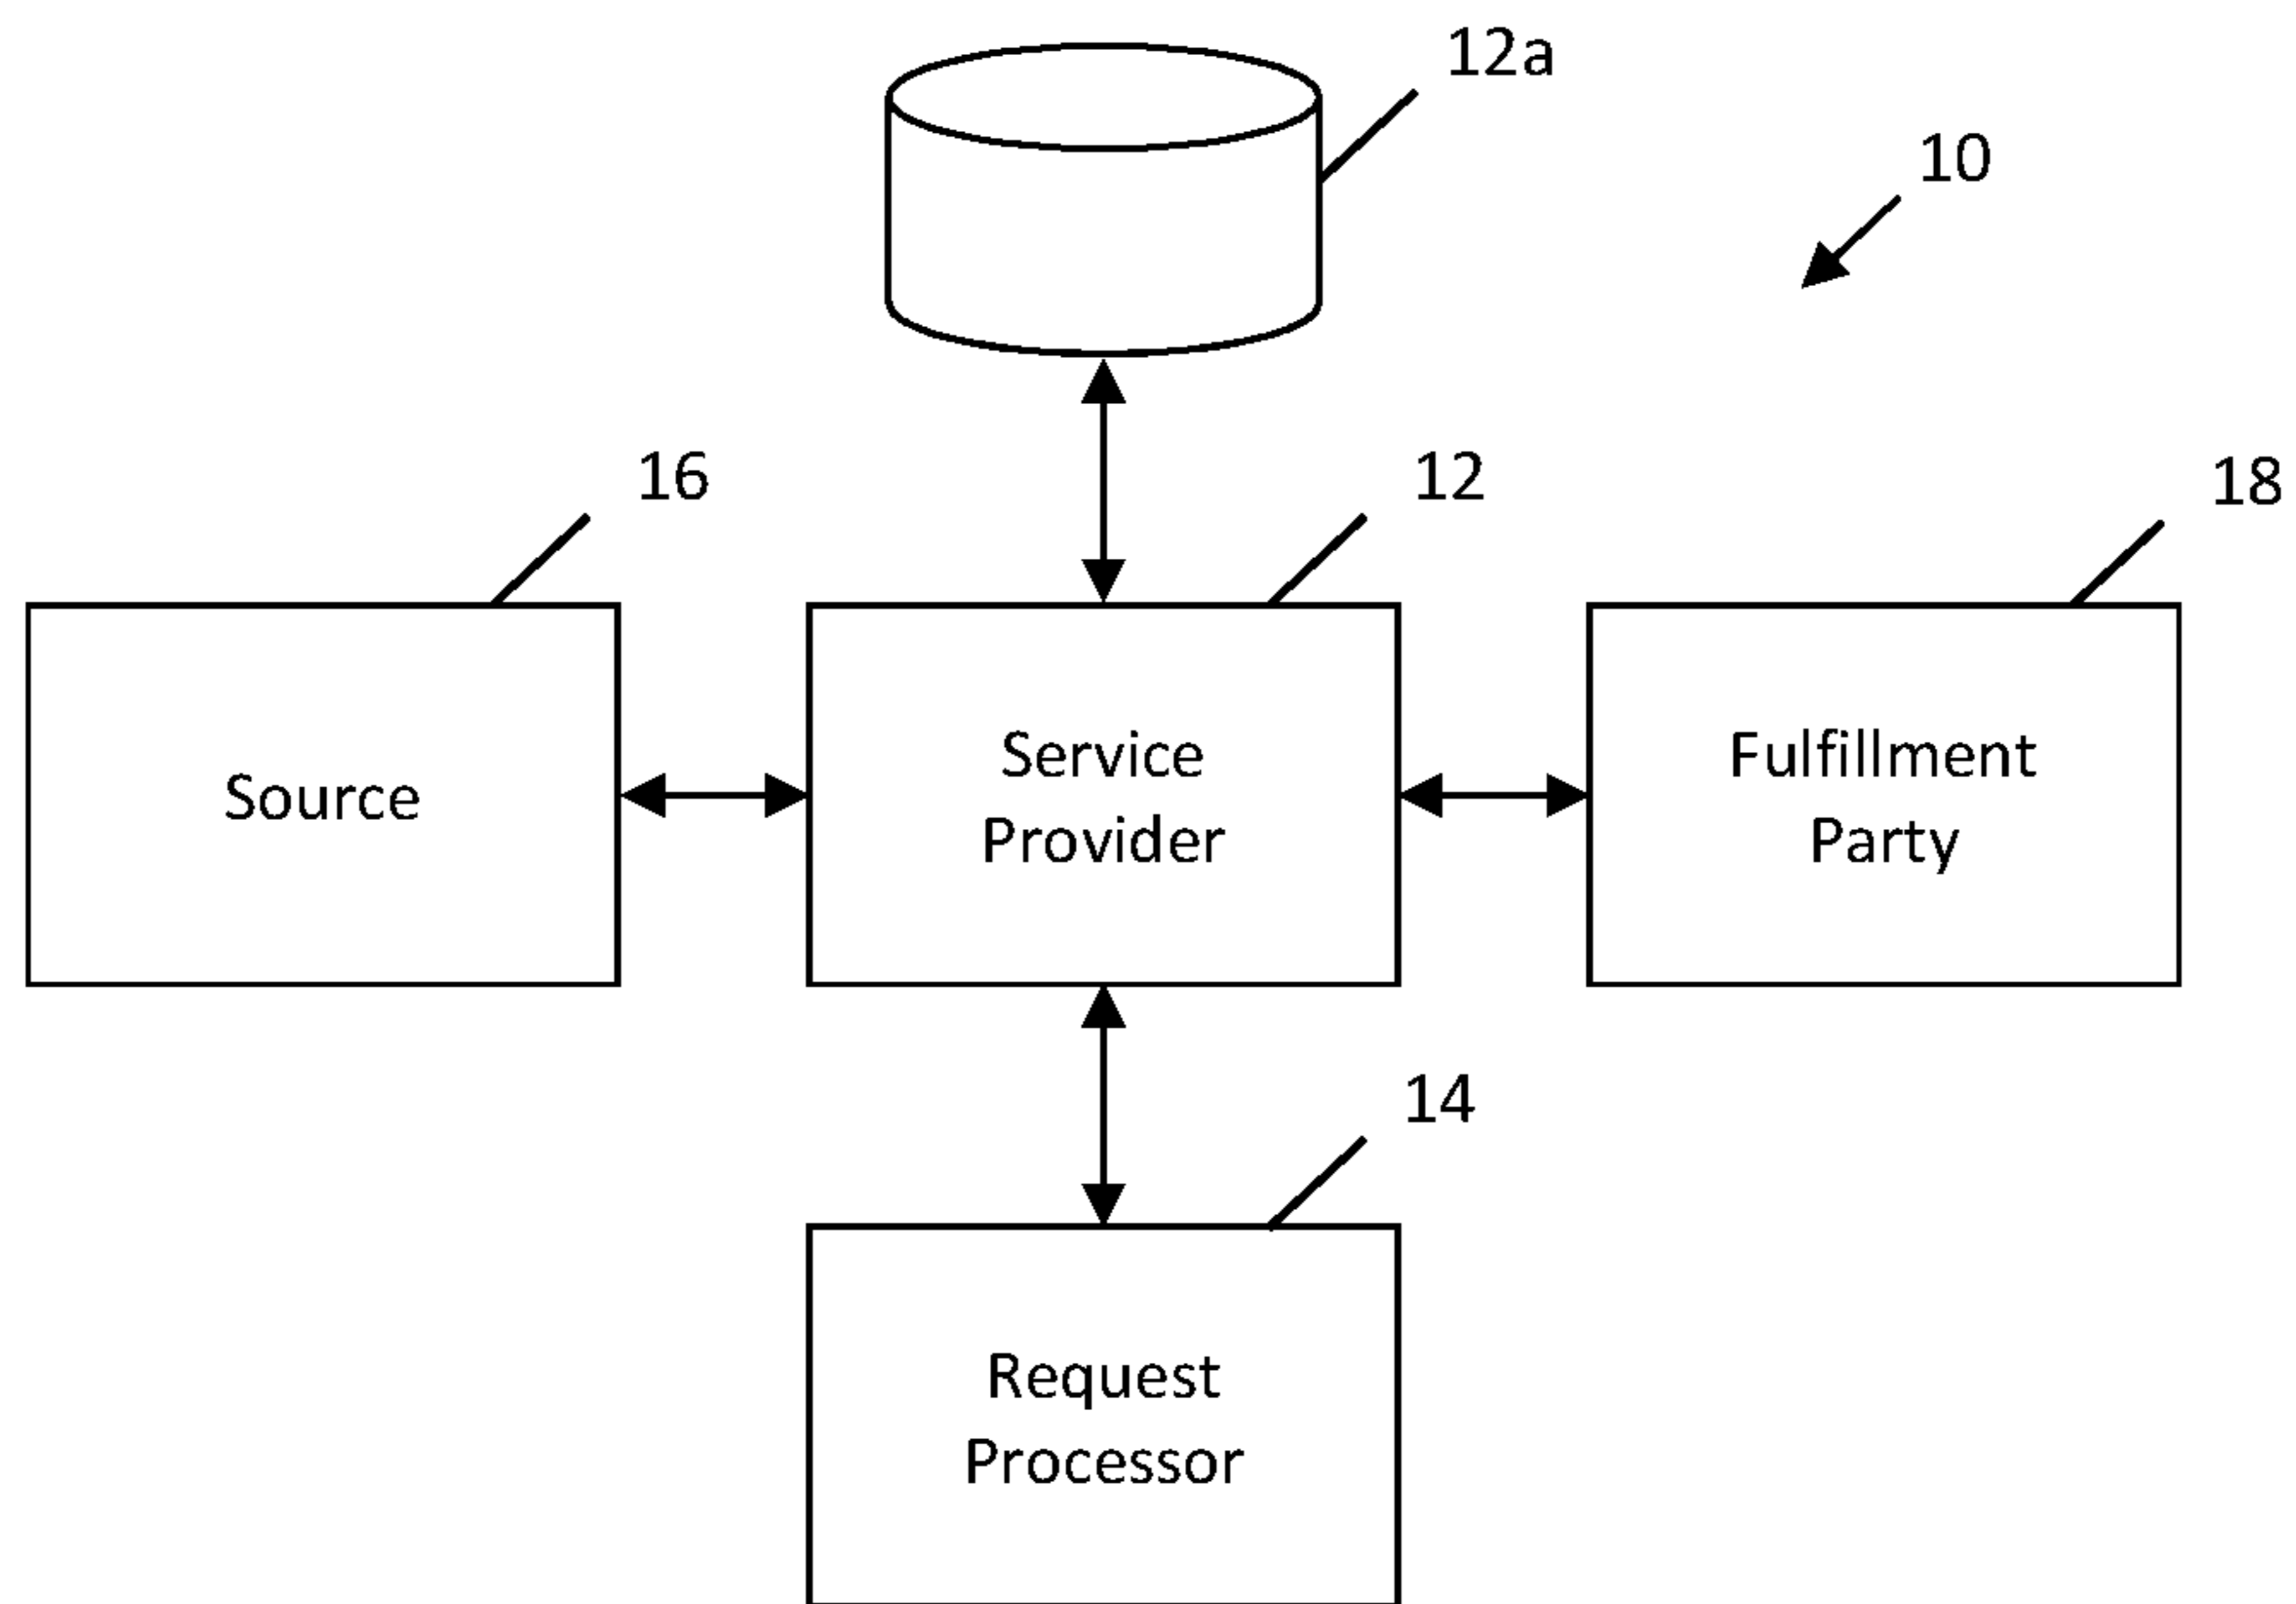 12a
10
16
12
18
Source
Service
Provider
Fulfillment
Party
14
Request
Processor